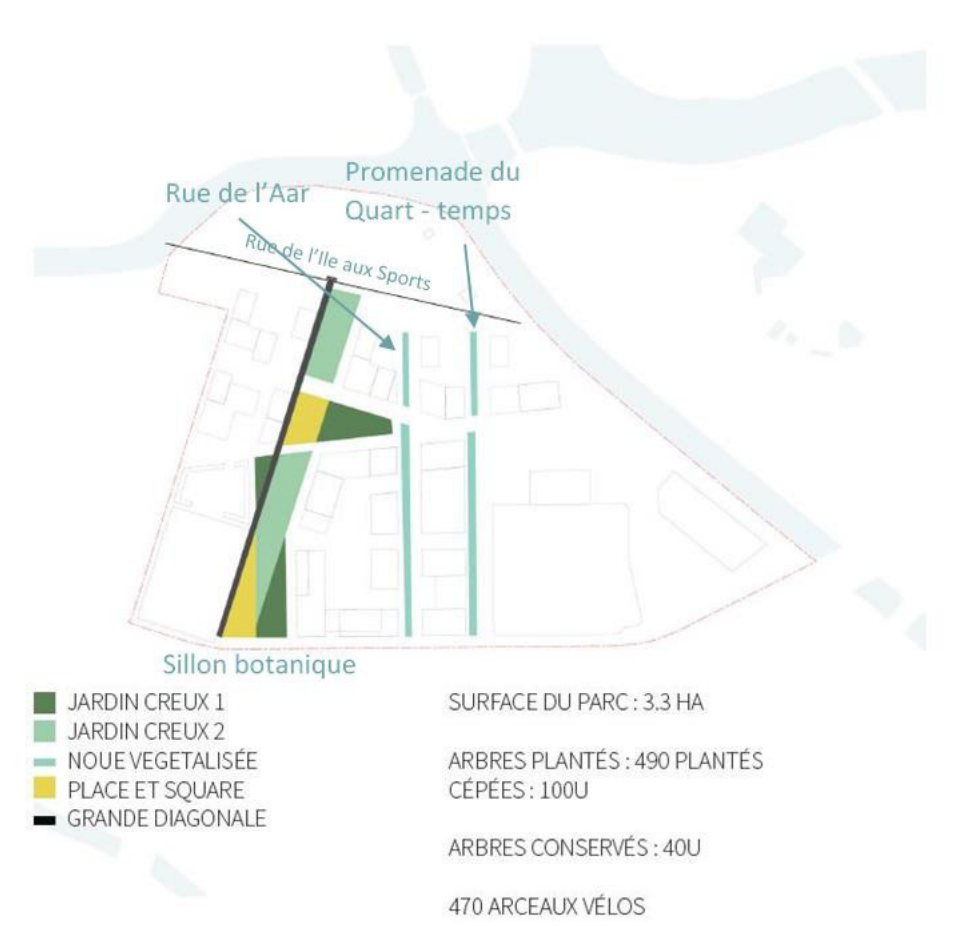 Promenade du
Quart - temps
Rue de l'Aar
Rue de l'Ile aux Sports
Sillon botanique
JARDIN CREUX 1
JARDIN CREUX 2
NOUE VEGETALISÉE
PLACE ET SQUARE
GRANDE DIAGONALE
SURFACE DU PARC : 3.3 HA
ARBRES PLANTÉS : 490 PLANTÉS
CÉPÉES : 100U
ARBRES CONSERVÉS : 40U
470 ARCEAUX VÉLOS